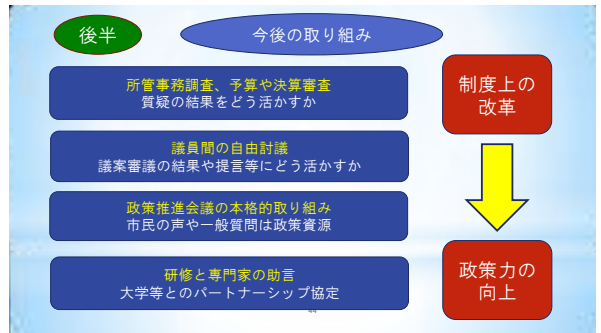 後半
今後の取り組み
所管事務調査、予算や決算審査
質疑の結果をどう活かすか
議員間の自由討議
議案審議の結果や提言等にどう活かすか
政策推進会議の本格的取り組み
市民の声や一般質問は政策資源
研修と専門家の助言
大学等とのパートナーシップ協定
制度上の
改革
政策力の
向上
44